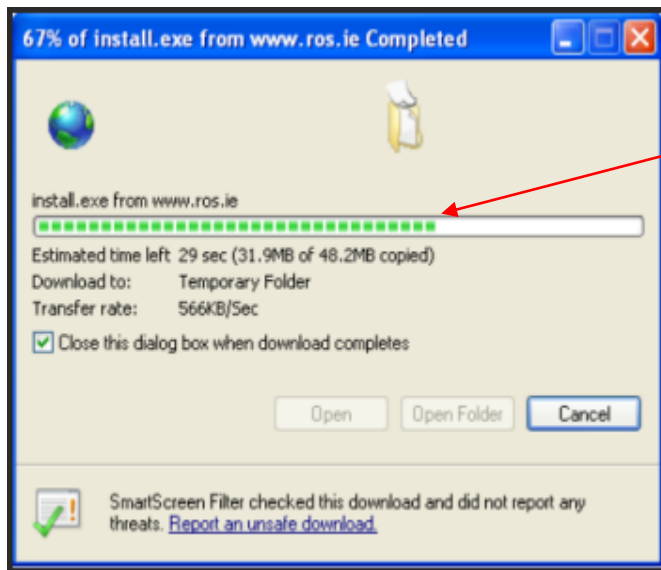 67% of install.exe from www.ros.ie Completed
install.exe from www.ros.ie
Estimated time left 29 sec (31.9MB of 48.2MB copied)
Download to: Temporary Folder
Transfer rate: 566KB/Sec
Close this dialog box when download completes
Open Open Folder Cancel
SmartScreen Filter checked this download and did not report any
threats. Report an unsafe download.